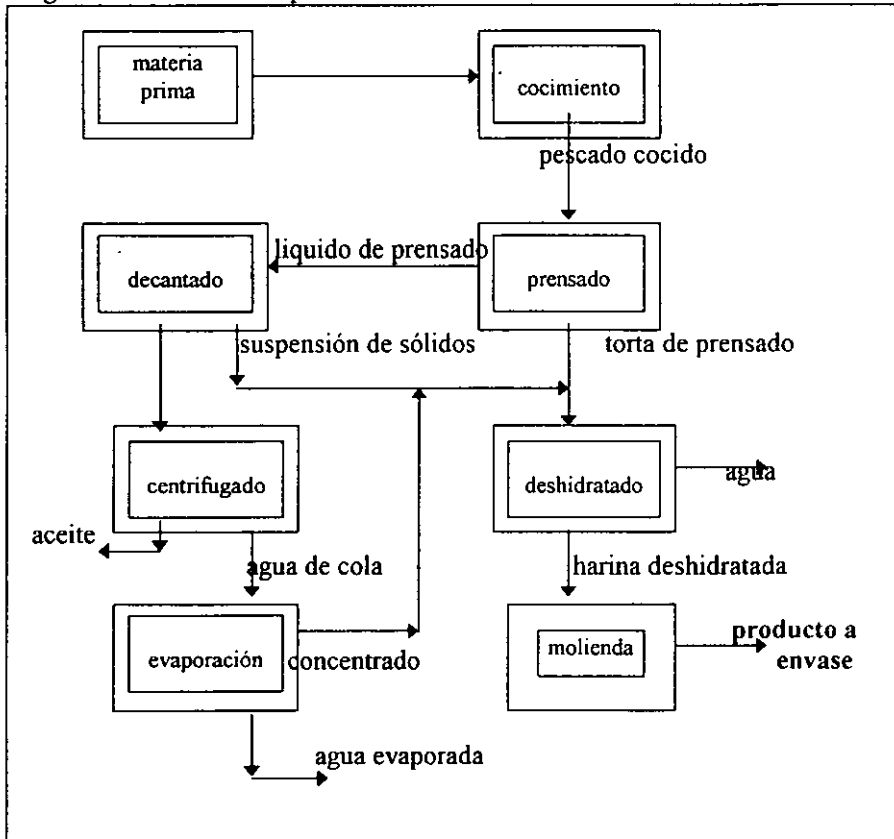 materia
prima
cocimiento
pescado cocido
liquido de prensado
decantado
prensado
suspensión de sólidos
torta de prensado
centrifugado
deshidratado
agua
aceite
agua de cola
harina deshidratada
evaporación
concentrado
molienda
producto a
envase
agua evaporada